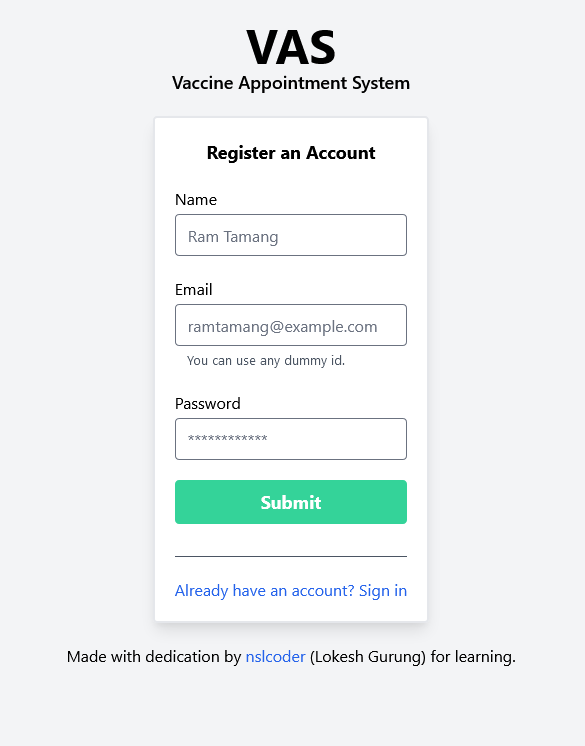 VAS
Vaccine Appointment System
Register an Account
Name
Ram Tamang
Email
ramtamang@example.com
You can use any dummy id.
Password
************
Submit
Already have an account? Sign in
Made with dedication by nslcoder (Lokesh Gurung) for learning.